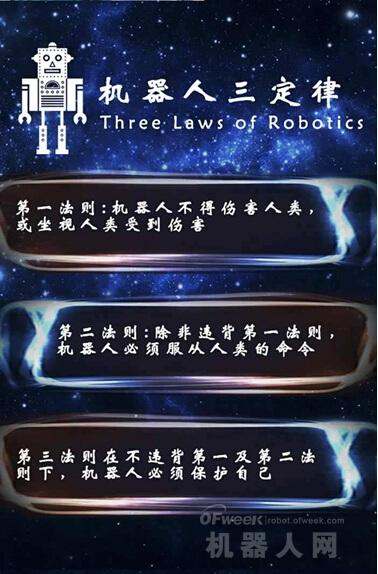 机器人三定律
Three Laws of Robotics
第一法则:机器人不得伤害人类,
或坐视人类受到伤害
第二法则:除非违背第一法则,
机器人必须服从人类的命令
第三法则在不违背第一及第二法
则下, 机器人必须保护自己
OFweek robot.ofweek.com
机器人网